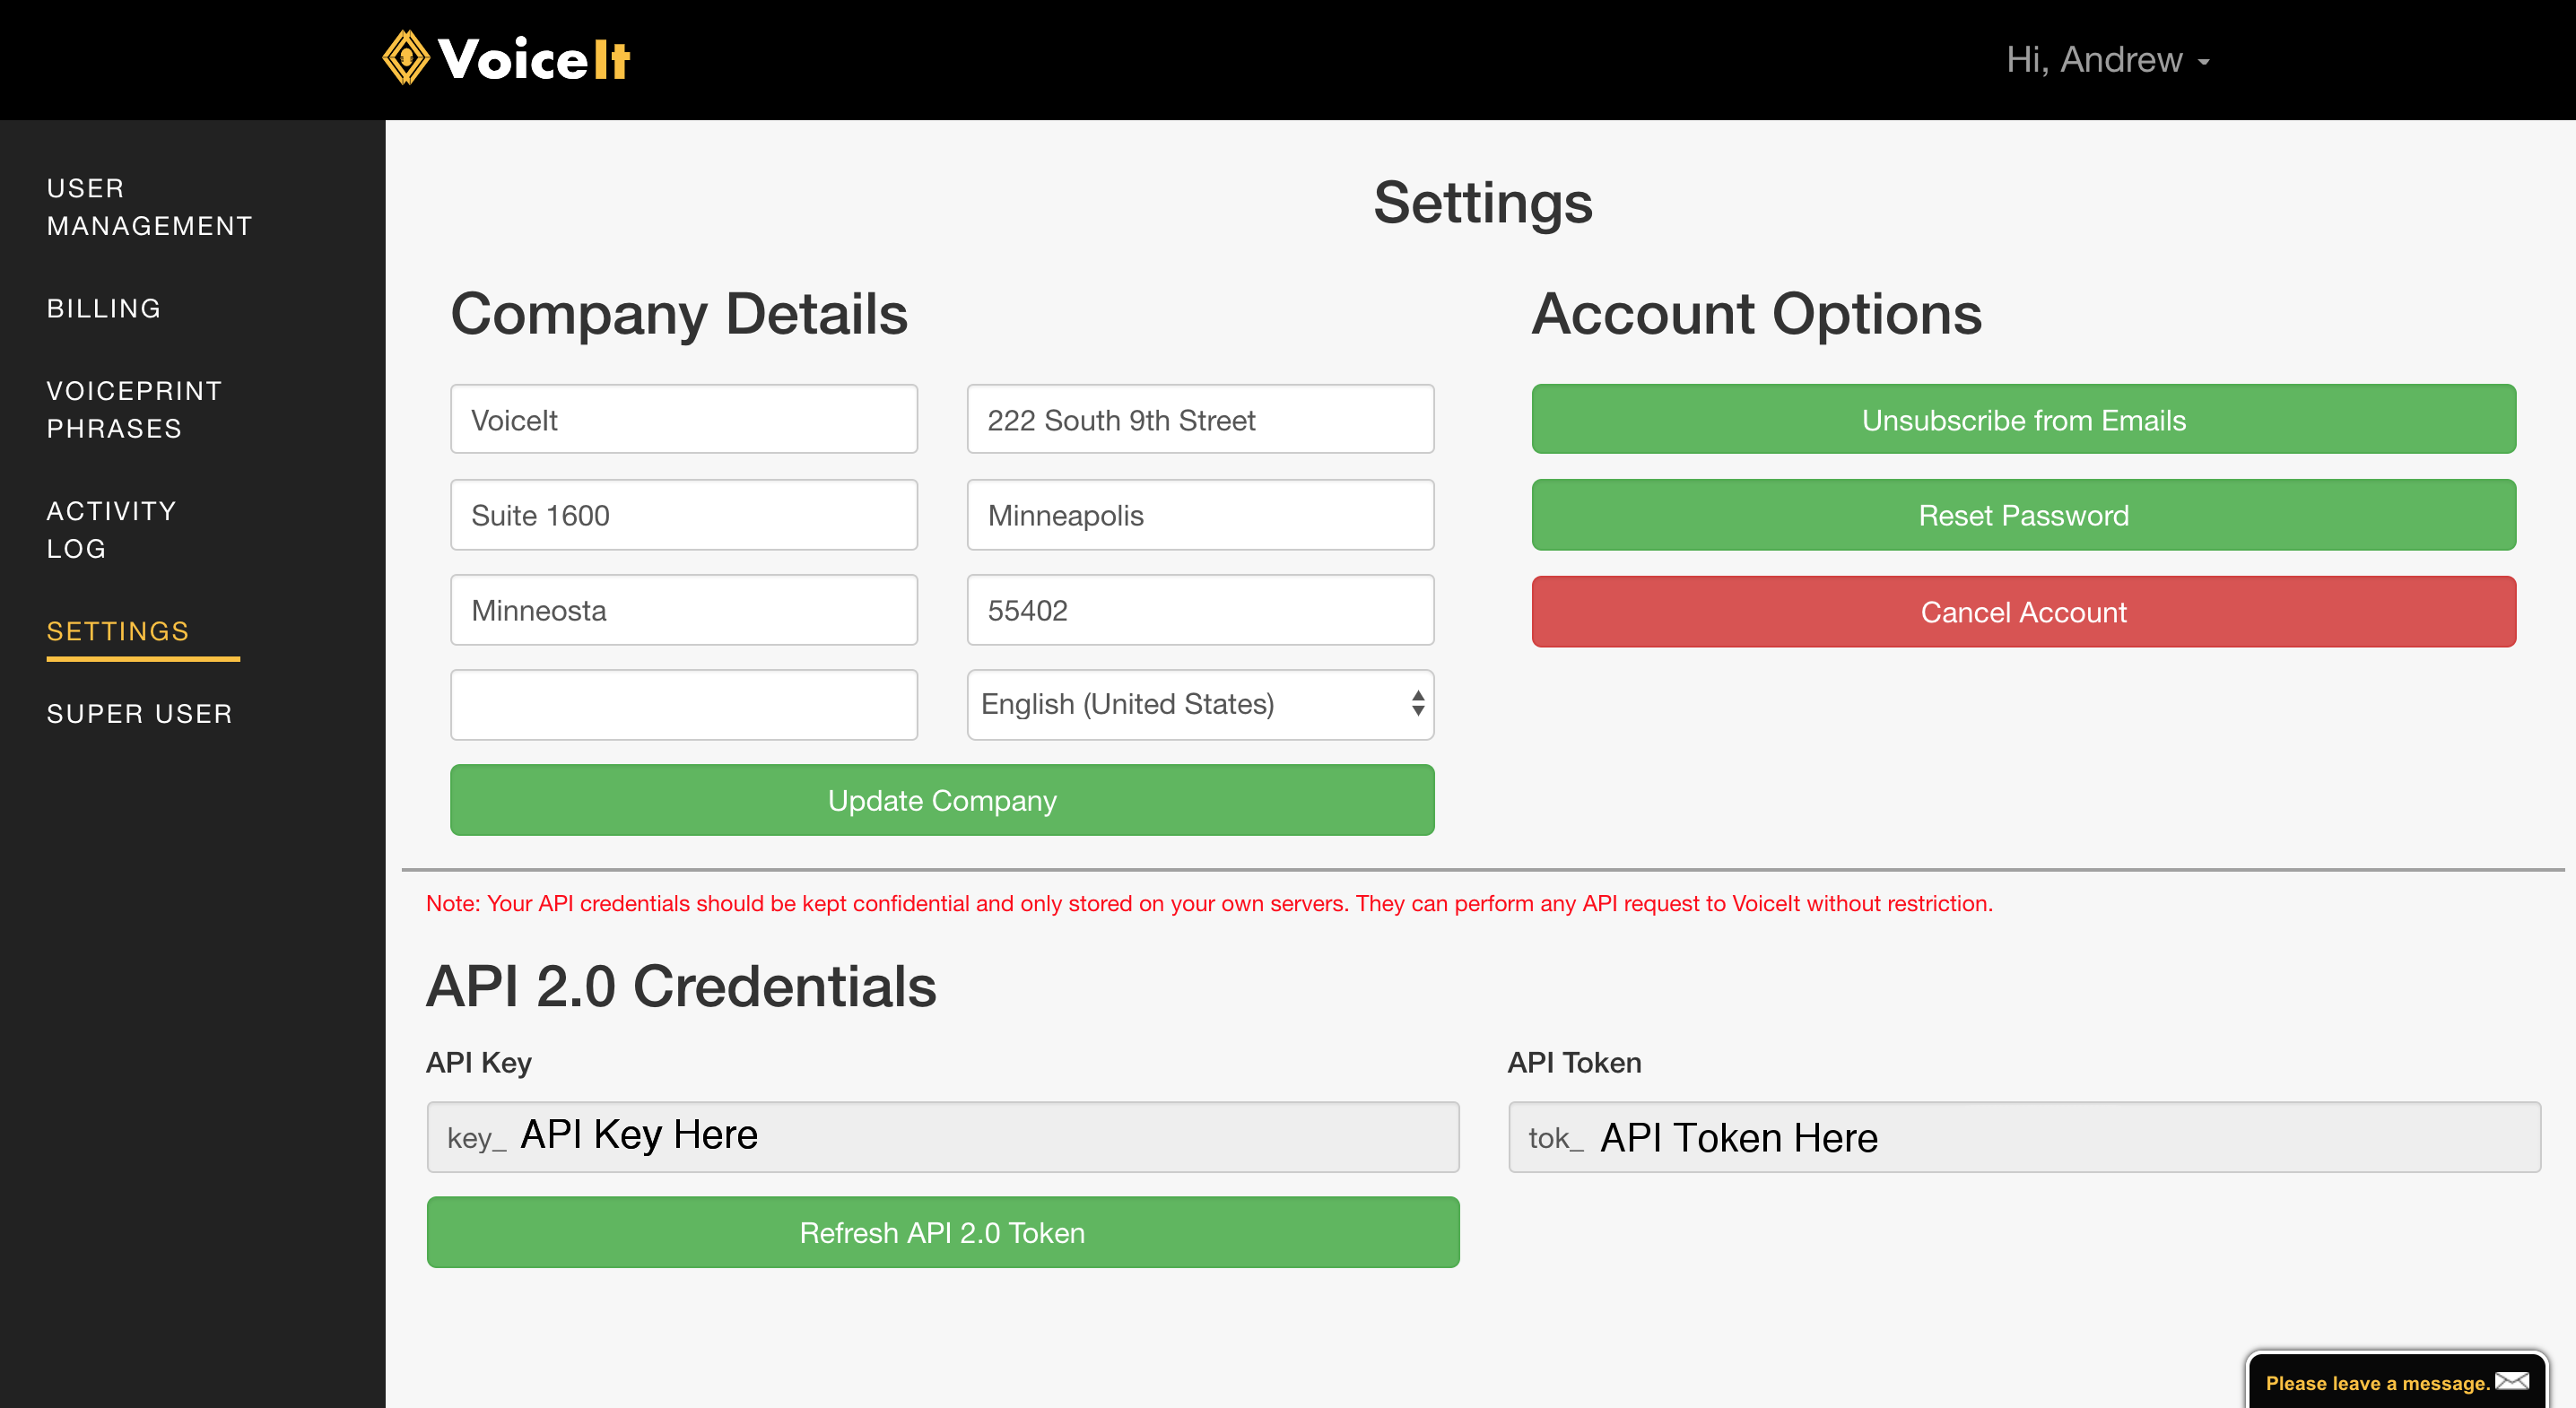 VoiceIt
Hi, Andrew
USER
MANAGEMENT
BILLING
VOICEPRINT
PHRASES
ACTIVITY
LOG
SETTINGS
SUPER USER
Settings
Company Details
VoiceIt
222 South 9th Street
Suite 1600
Minneapolis
Minneosta
55402
English (United States)
Update Company
Account Options
Unsubscribe from Emails
Reset Password
Cancel Account
Note: Your API credentials should be kept confidential and only stored on your own servers. They can perform any API request to VoiceIt without restriction.
API 2.0 Credentials
API Key
key_ API Key Here
API Token
tok_ API Token Here
Refresh API 2.0 Token
Please leave a message.